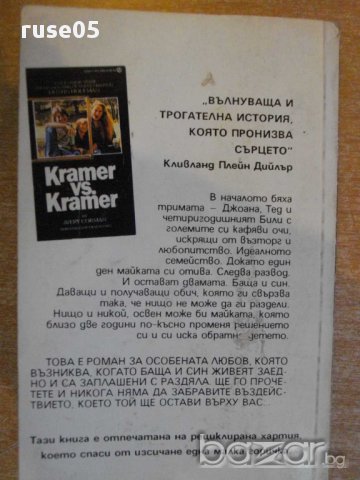 ruse05
„ВЪЛНУВАЩА И
ТРОГАТЕЛНА ИСТОРИЯ,
КОЯТО ПРОНИЗВА
СЪРЦЕТО“
Кливланд Плейн Дийлър
Kramer
vs.
Kramer
AVERY CORMAN
В началото бяха
тримата – Джоана, Тед и
четиригодишният Били с
големите си кафяви очи,
искрящи от възторг и
любопитство. Идеалното
семейство. Докато един
ден майката си отива. Следва развод.
И остават двамата. Баща и син.
Даващи и получаващи обич, която ги свързва
така, че нищо не може да ги раздели.
Нищо и никой, освен може би майката, която
близо две години по-късно променя решението
си и си иска обратно детето.
ТОВА Е РОМАН ЗА ОСОБЕНАТА ЛЮБОВ, КОЯТО
ВЪЗНИКВА, КОГАТО БАЩА И СИН ЖИВЕЯТ ЗАЕД-
НО И СА ЗАПЛАШЕНИ С РАЗДЯЛА. ЩЕ ГО ПРОЧЕ-
ТЕТЕ И НИКОГА НЯМА ДА ЗАБРАВИТЕ ВЪЗДЕЙ-
СТВИЕТО, КОЕТО ТОЙ ЩЕ ОСТАВИ ВЪРХУ ВАС...
Тази книга е отпечатана на рециклирана хартия,
което спаси от изсичане една малка горичка.
bazar.bg